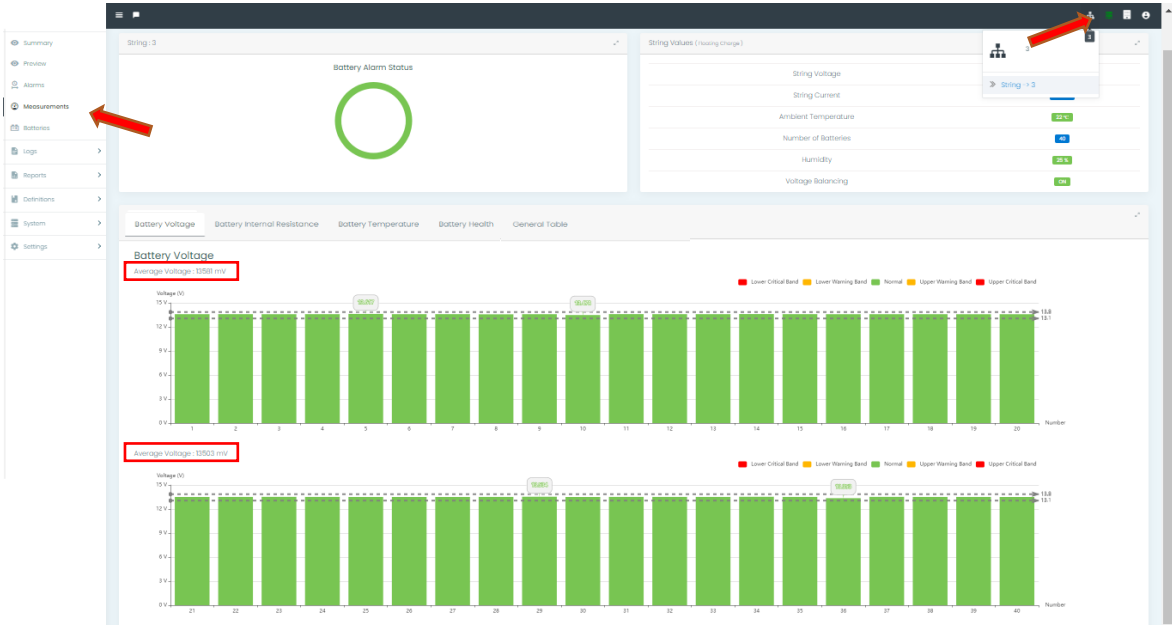 3
Summary
Preview
Alarms
Measurements
Batteries
Logs
Reports
Definitions
System
Settings
String : 3
Battery Alarm Status
String Values (Floating Charge)
3
String -> 3
String Voltage
String Current
Ambient Temperature
22 °C
Number of Batteries
40
Humidity
Voltage Balancing
ON
Battery Voltage
Battery Internal Resistance
Battery Temperature
Battery Health
General Table
Battery Voltage
Average Voltage : 13581 mV
Lower Critical Band
Lower Warning Band
Normal
Upper Warning Band
Upper Critical Band
Voltage (V)
15 V
12 V
9 V
6 V
3 V
0 V
13.8
13.1
1 2 3 4 5 6 7 8 9 10 11 12 13 14 15 16 17 18 19 20
Number
Average Voltage : 13503 mV
Lower Critical Band
Lower Warning Band
Normal
Upper Warning Band
Upper Critical Band
Voltage (V)
15 V
12 V
9 V
6 V
3 V
0 V
13.8
13.1
21 22 23 24 25 26 27 28 29 30 31 32 33 34 35 36 37 38 39 40
Number